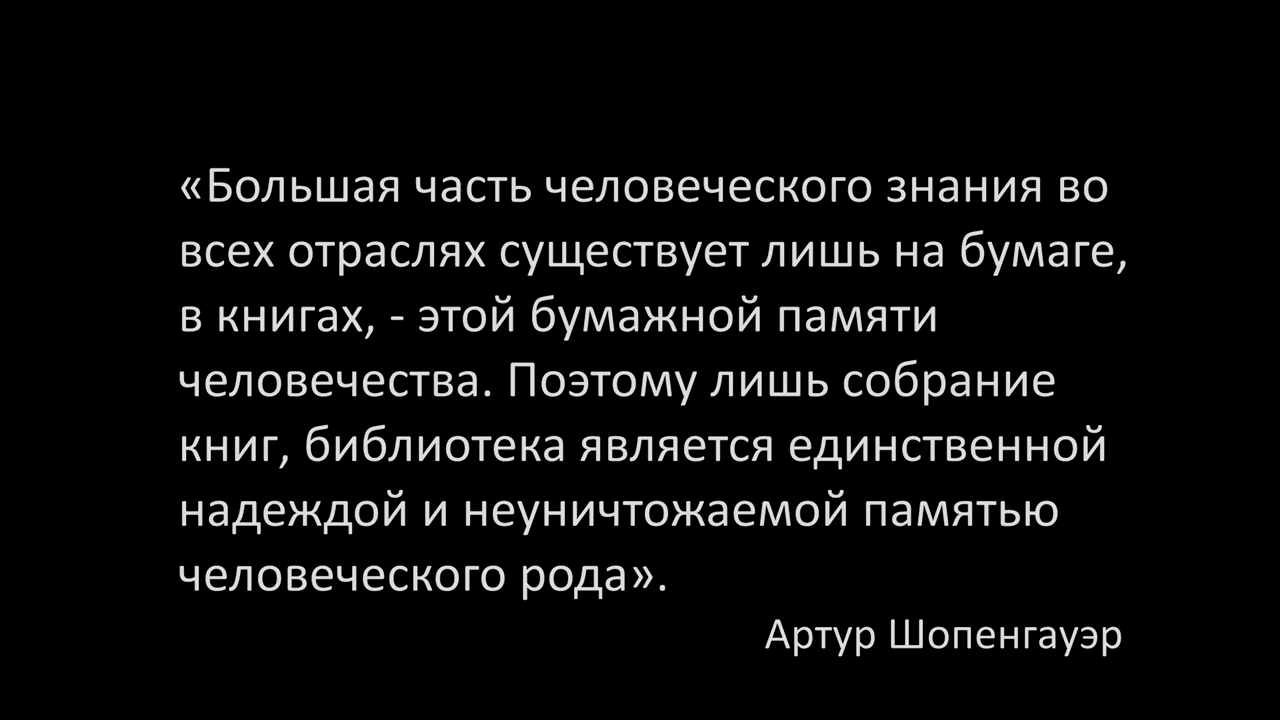 «Большая часть человеческого знания во
всех отраслях существует лишь на бумаге,
в книгах, - этой бумажной памяти
человечества. Поэтому лишь собрание
книг, библиотека является единственной
надеждой и неуничтожаемой памятью
человеческого рода».
Артур Шопенгауэр